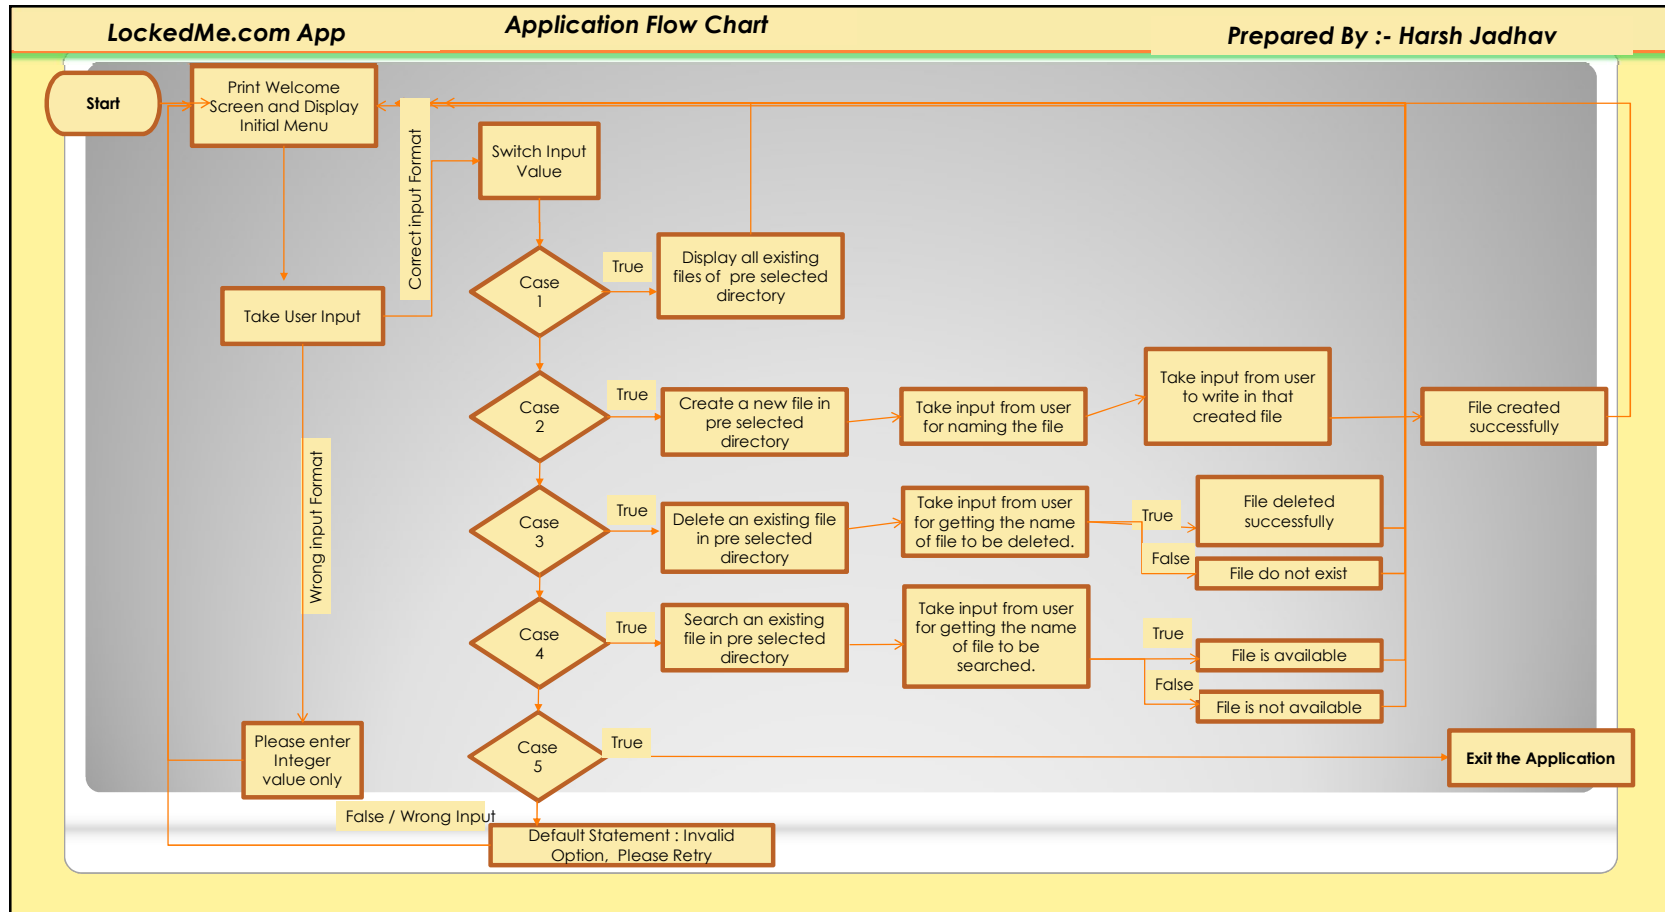 LockedMe.com App
Application Flow Chart
Prepared By :- Harsh Jadhav
Start
Print Welcome
Screen and Display
Initial Menu
Correct input Format
Switch Input
Value
Take User Input
Case
1
True
Display all existing
files of pre selected
directory
Case
2
True
Create a new file in
pre selected
directory
Take input from user
for naming the file
Take input from user
to write in that
created file
File created
successfully
Wrong input Format
Case
3
True
Delete an existing file
in pre selected
directory
Take input from user
for getting the name
of file to be deleted.
True
File deleted
successfully
False
File do not exist
Case
4
True
Search an existing
file in pre selected
directory
Take input from user
for getting the name
of file to be
searched.
True
File is available
False
File is not available
Please enter
Integer
value only
Case
5
True
Exit the Application
False / Wrong Input
Default Statement : Invalid
Option, Please Retry